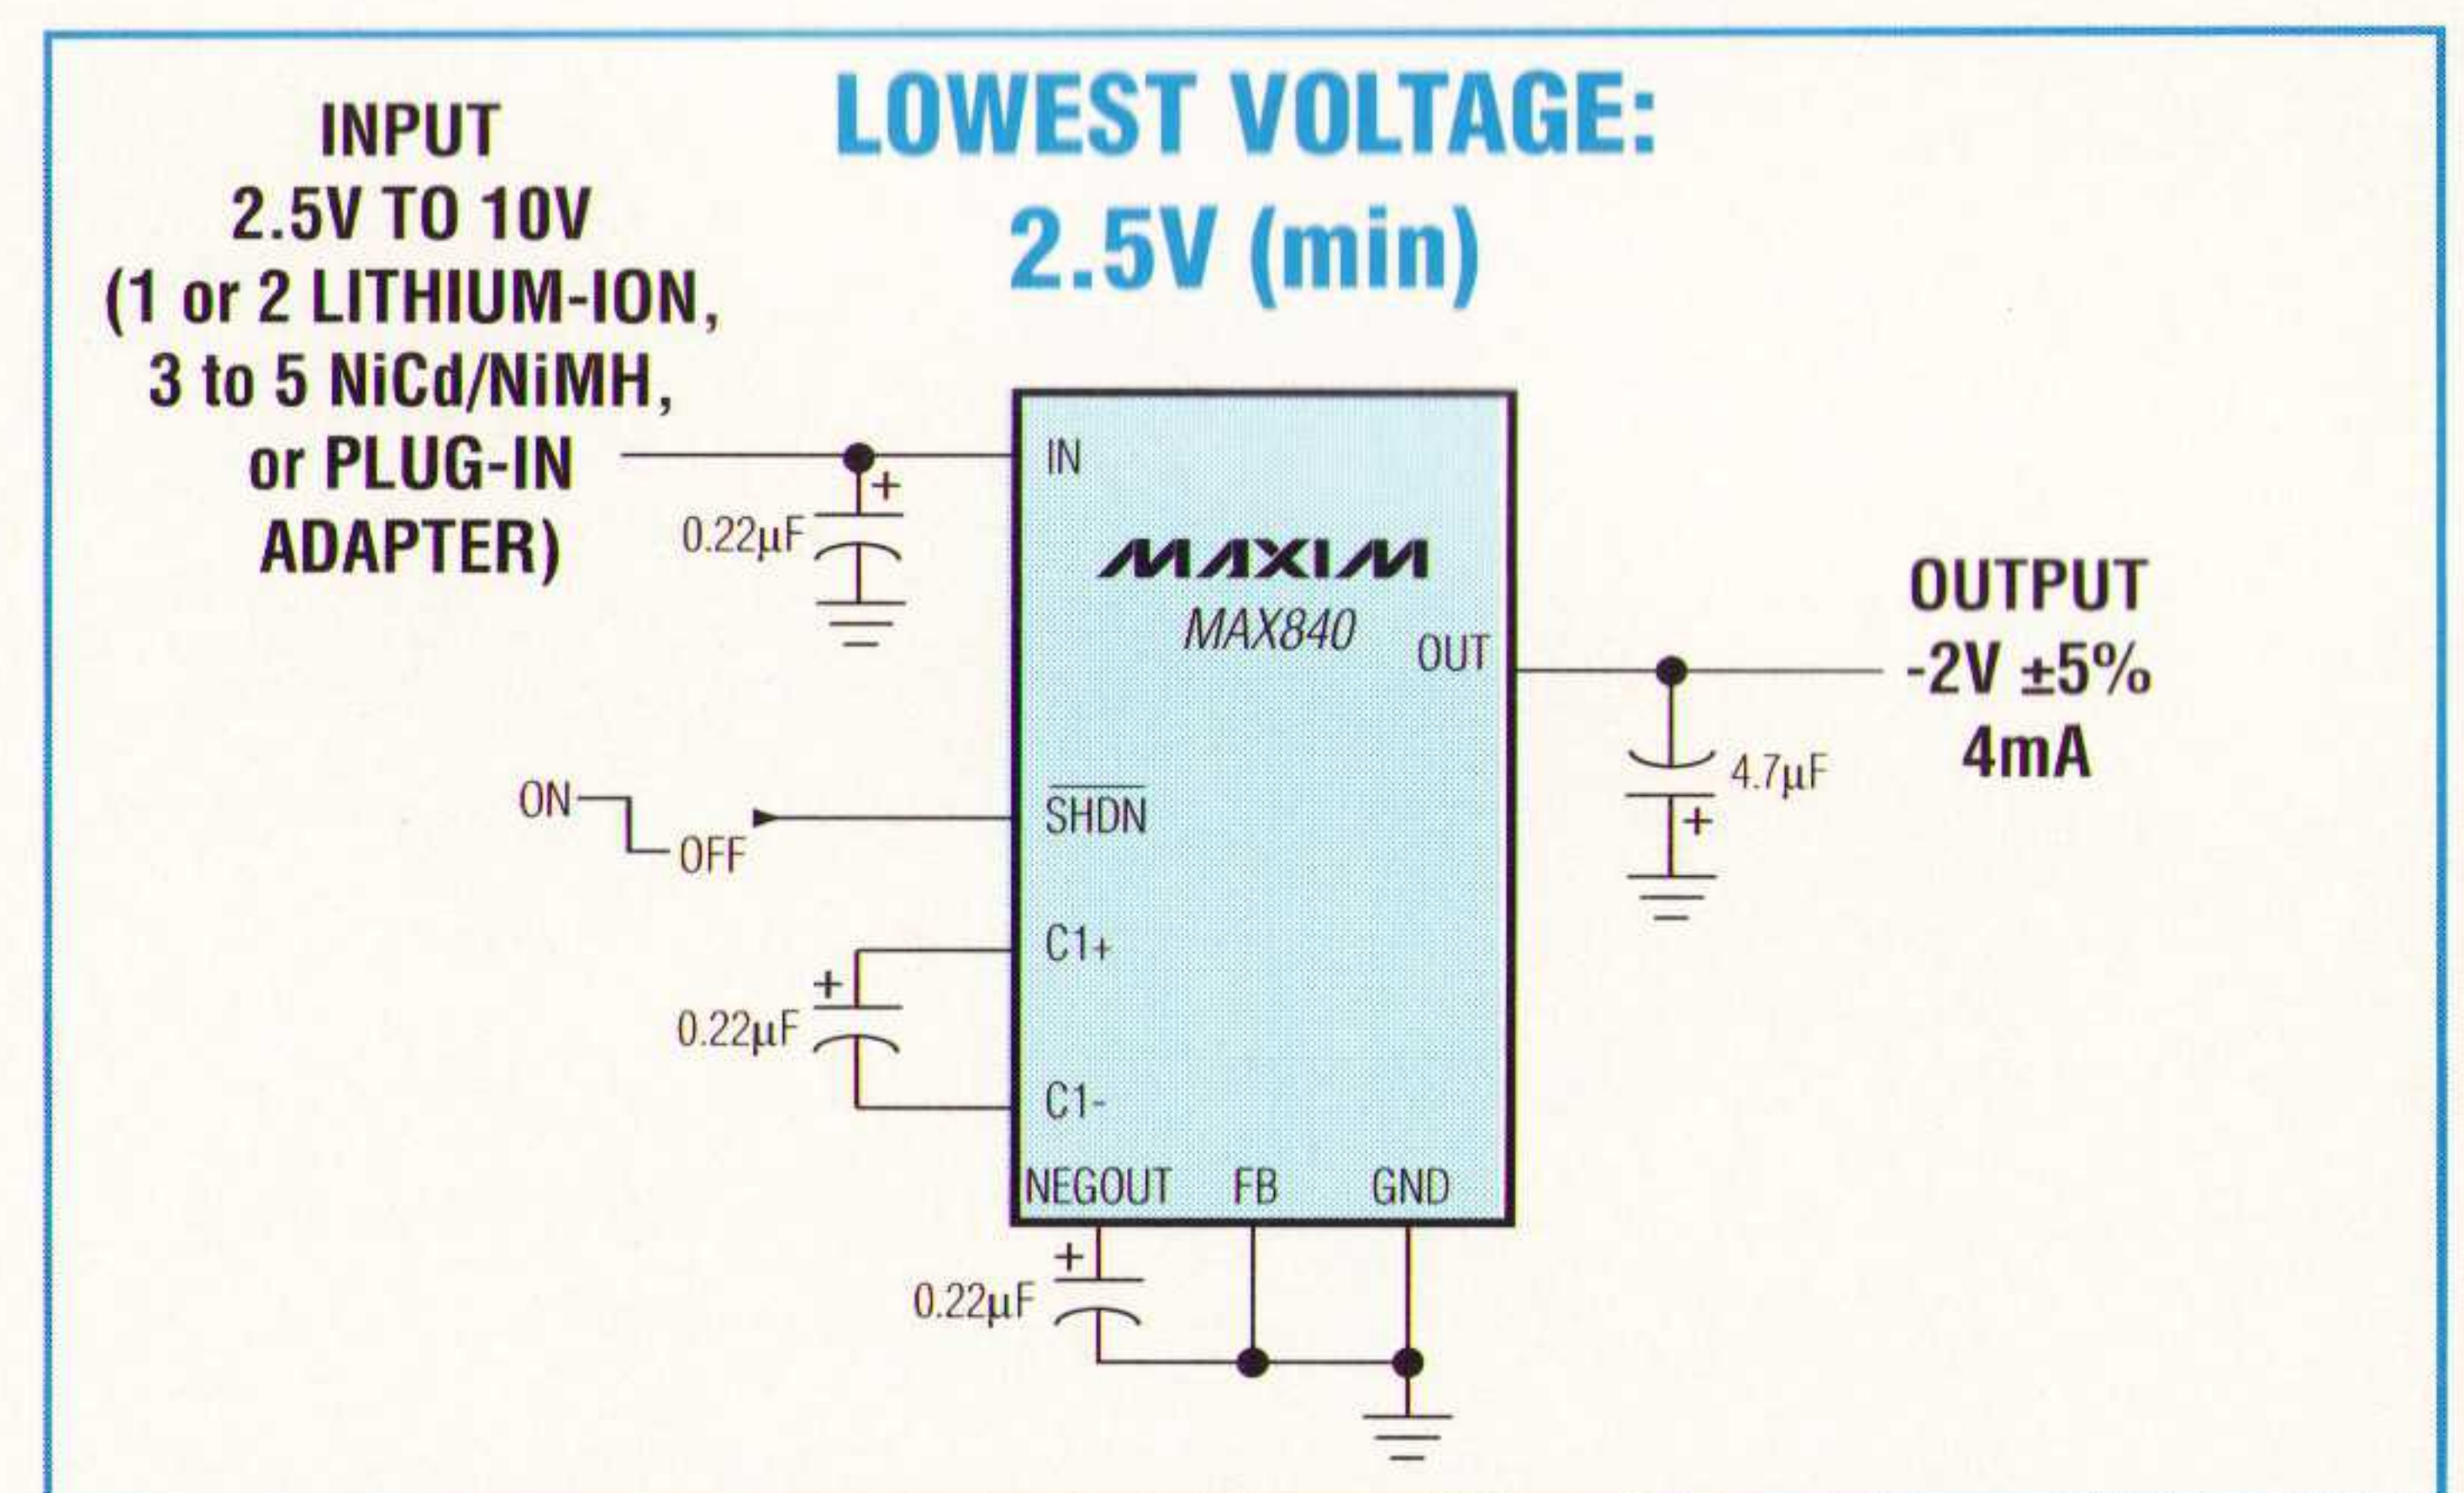 LOWEST VOLTAGE:
2.5V (min)
INPUT
2.5V TO 10V
(1 or 2 LITHIUM-ION,
3 to 5 NiCd/NiMH,
or PLUG-IN
ADAPTER)
IN
+
0.22µF
MAXIM
MAX840
OUT
OUTPUT
-2V ±5%
4mA
4.7µF
+
ON
OFF
SHDN
C1+
+
0.22µF
C1-
NEGOUT FB GND
+
0.22µF